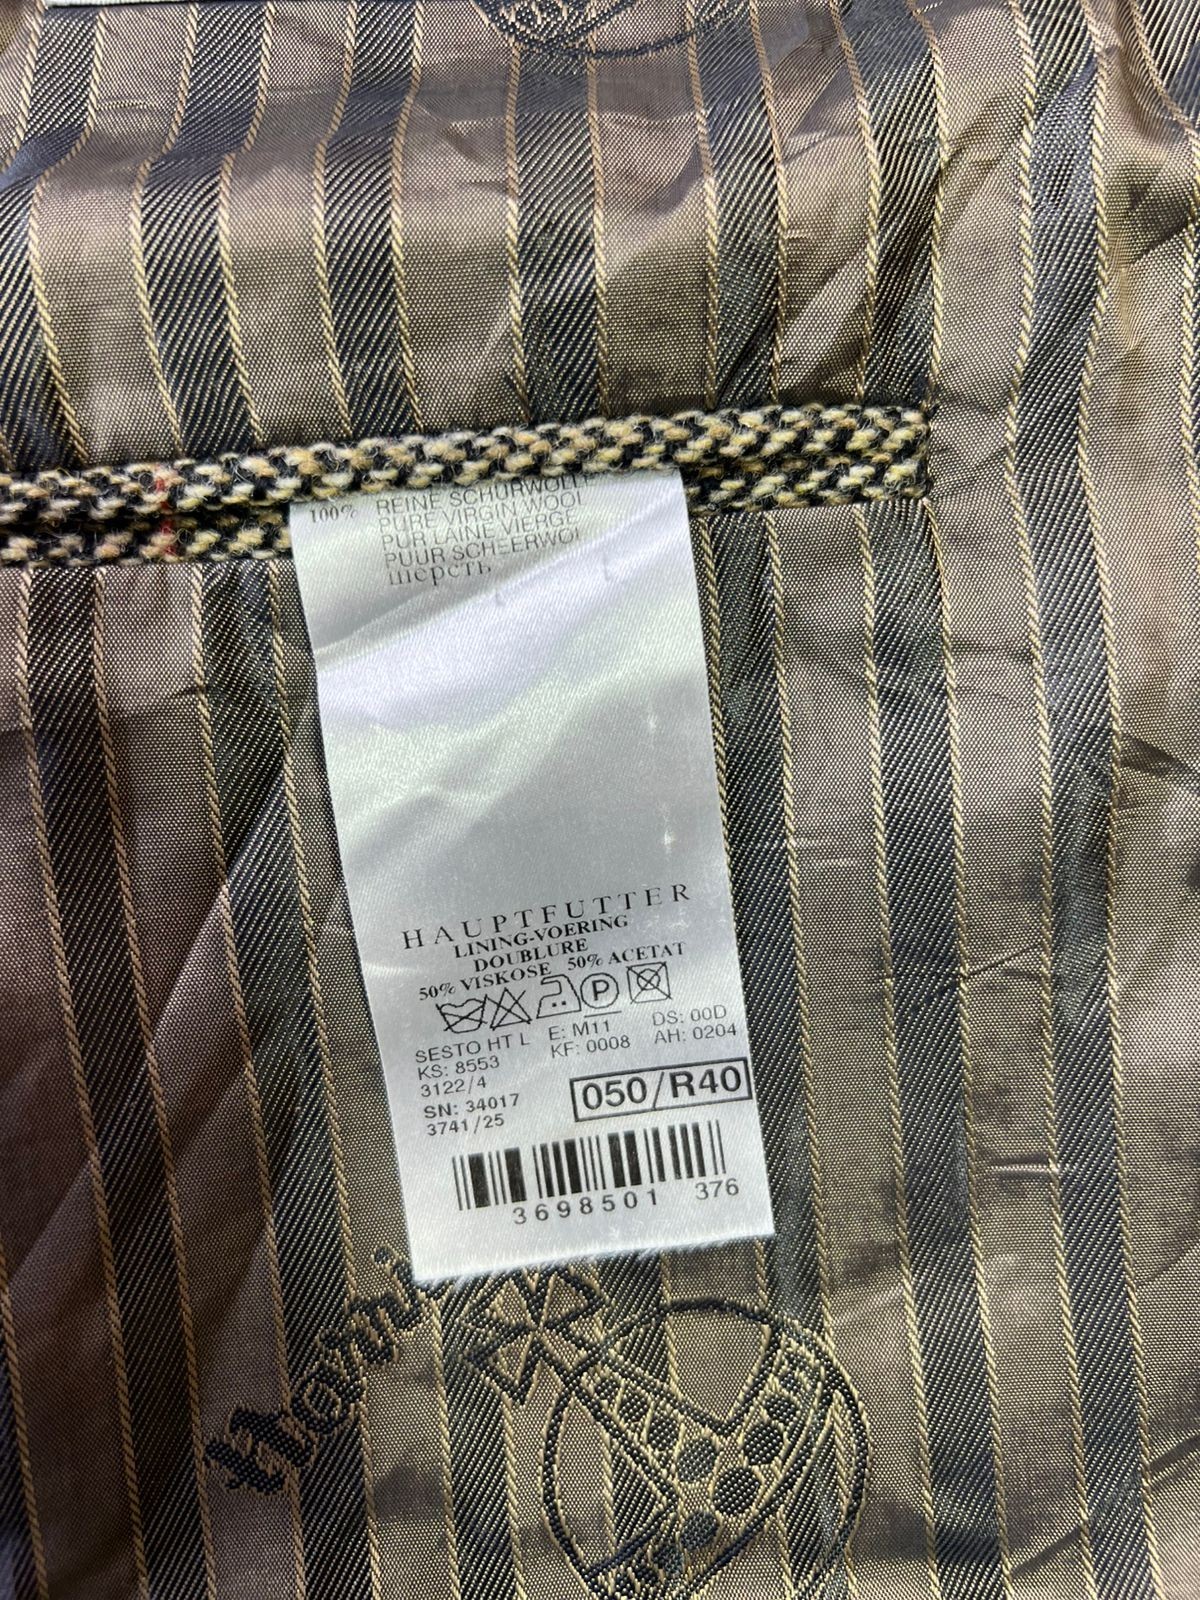 100% REINE SCHURWOLLE
PURE VIRGIN WOOL
PUR LAINE VIERGE
PUUR SCHEERWOL
шерсть
HAUPTFUTTER
LINING-VOERING
DOUBLURE
50% VISKOSE 50% ACETAT
P
SESTO HT L E: M11 DS: 00D
KS: 8553 KF: 0008 AH: 0204
3122/4
SN: 34017 050/R40
3741/25
3698501 376